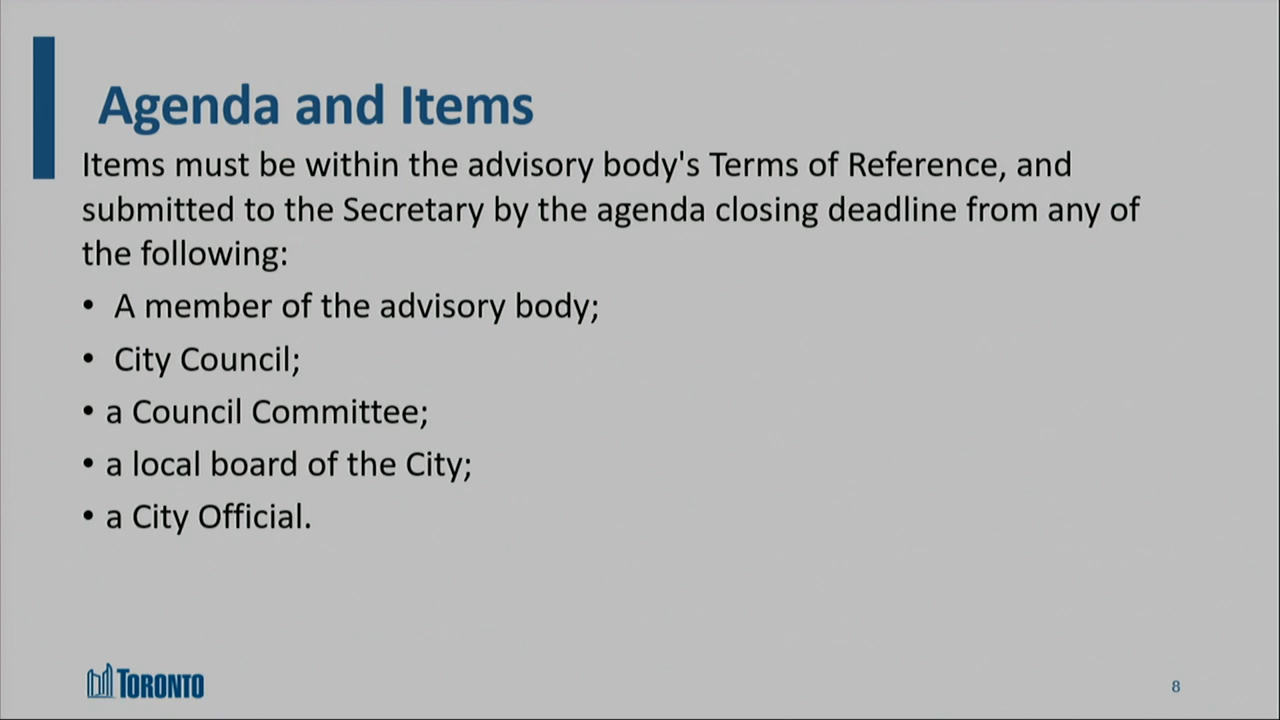 Agenda and Items
Items must be within the advisory body's Terms of Reference, and
submitted to the Secretary by the agenda closing deadline from any of
the following:
• A member of the advisory body;
• City Council;
• a Council Committee;
• a local board of the City;
• a City Official.
TORONTO
8